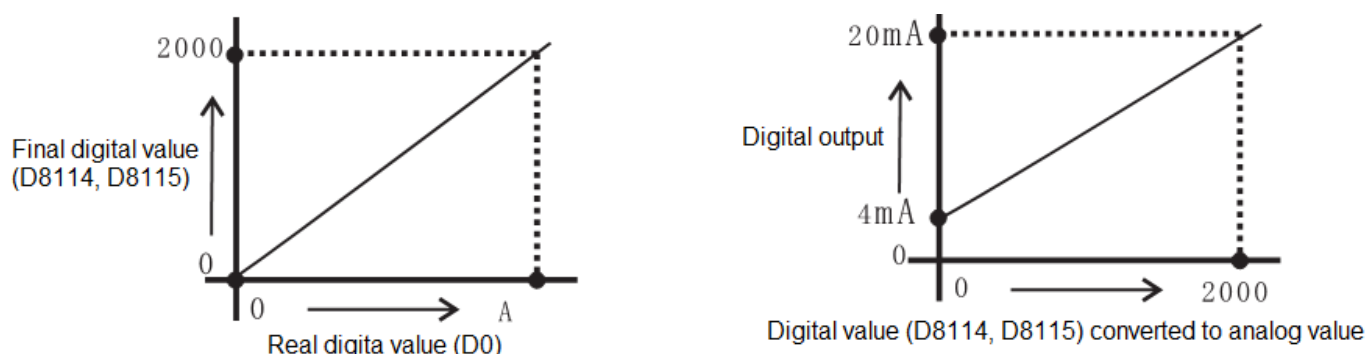 2000
Final digital value
(D8114, D8115)
0
0
A
Real digita value (D0)
20mA
Digital output
4mA
0
0
2000
Digital value (D8114, D8115) converted to analog value